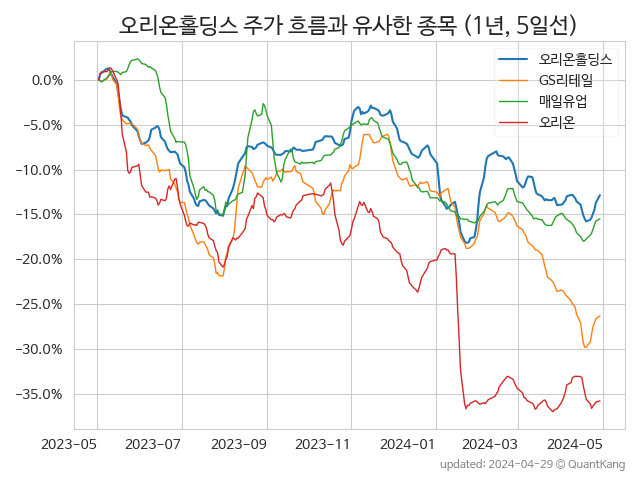 오리온홀딩스 주가 흐름과 유사한 종목 (1년, 5일선)
오리온홀딩스
GS리테일
매일유업
오리온
0.0%
−5.0%
−10.0%
−15.0%
−20.0%
−25.0%
−30.0%
−35.0%
2023-05
2023-07
2023-09
2023-11
2024-01
2024-03
2024-05
updated: 2024-04-29 © QuantKang